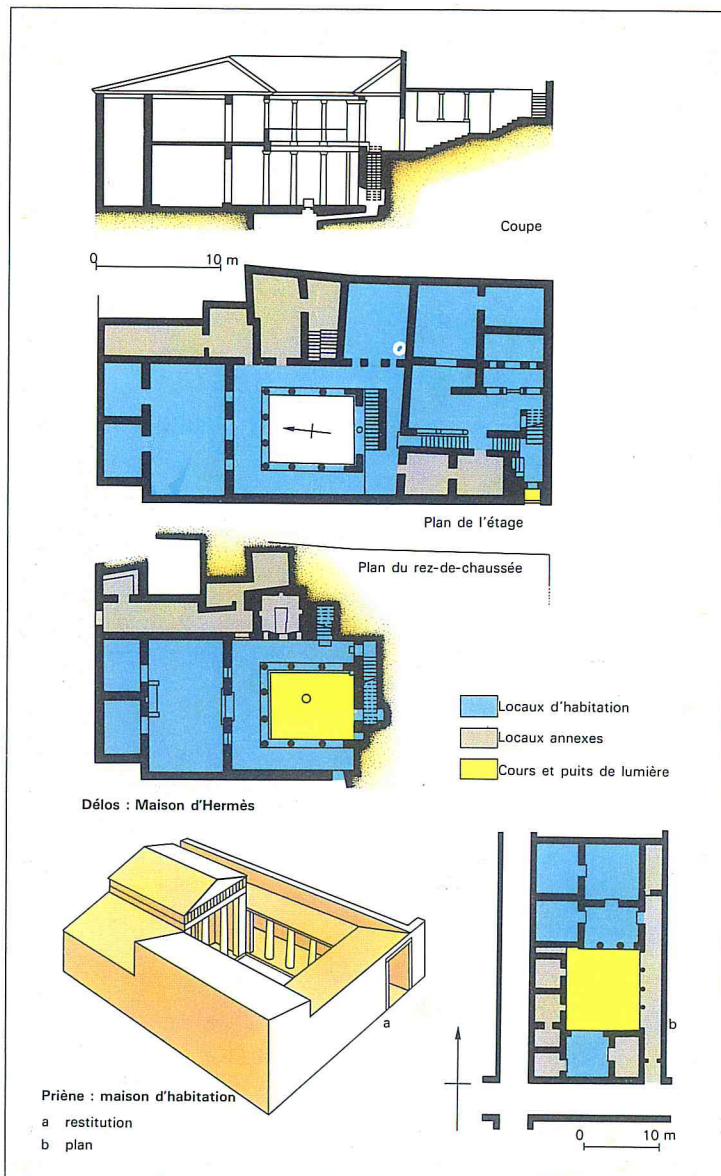 Coupe
0 10 m
Plan de l'étage
Plan du rez-de-chaussée
Locaux d'habitation
Locaux annexes
Cours et puits de lumière
Délos : Maison d'Hermès
a
b
Priène : maison d'habitation
a restitution
b plan
0 10 m